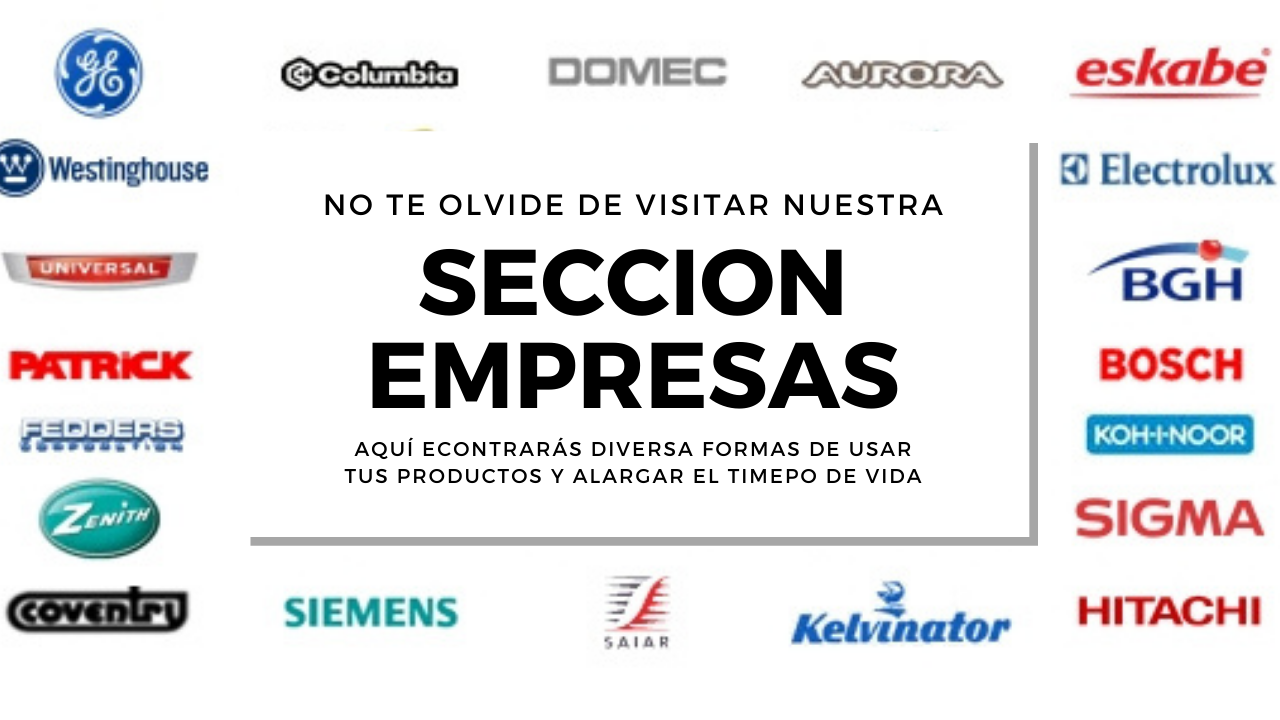 GE
Columbia
DOMEC
AURORA
eskabe
W Westinghouse
Electrolux
NO TE OLVIDE DE VISITAR NUESTRA
SECCION
EMPRESAS
AQUÍ ECONTRARÁS DIVERSA FORMAS DE USAR
TUS PRODUCTOS Y ALARGAR EL TIMEPO DE VIDA
UNIVERSAL
BGH
PATRICK
BOSCH
FEDDERS
CORPORATION
KOH-I-NOOR
ZENITH
SIGMA
coventry
SIEMENS
SAIAR
Kelvinator
HITACHI